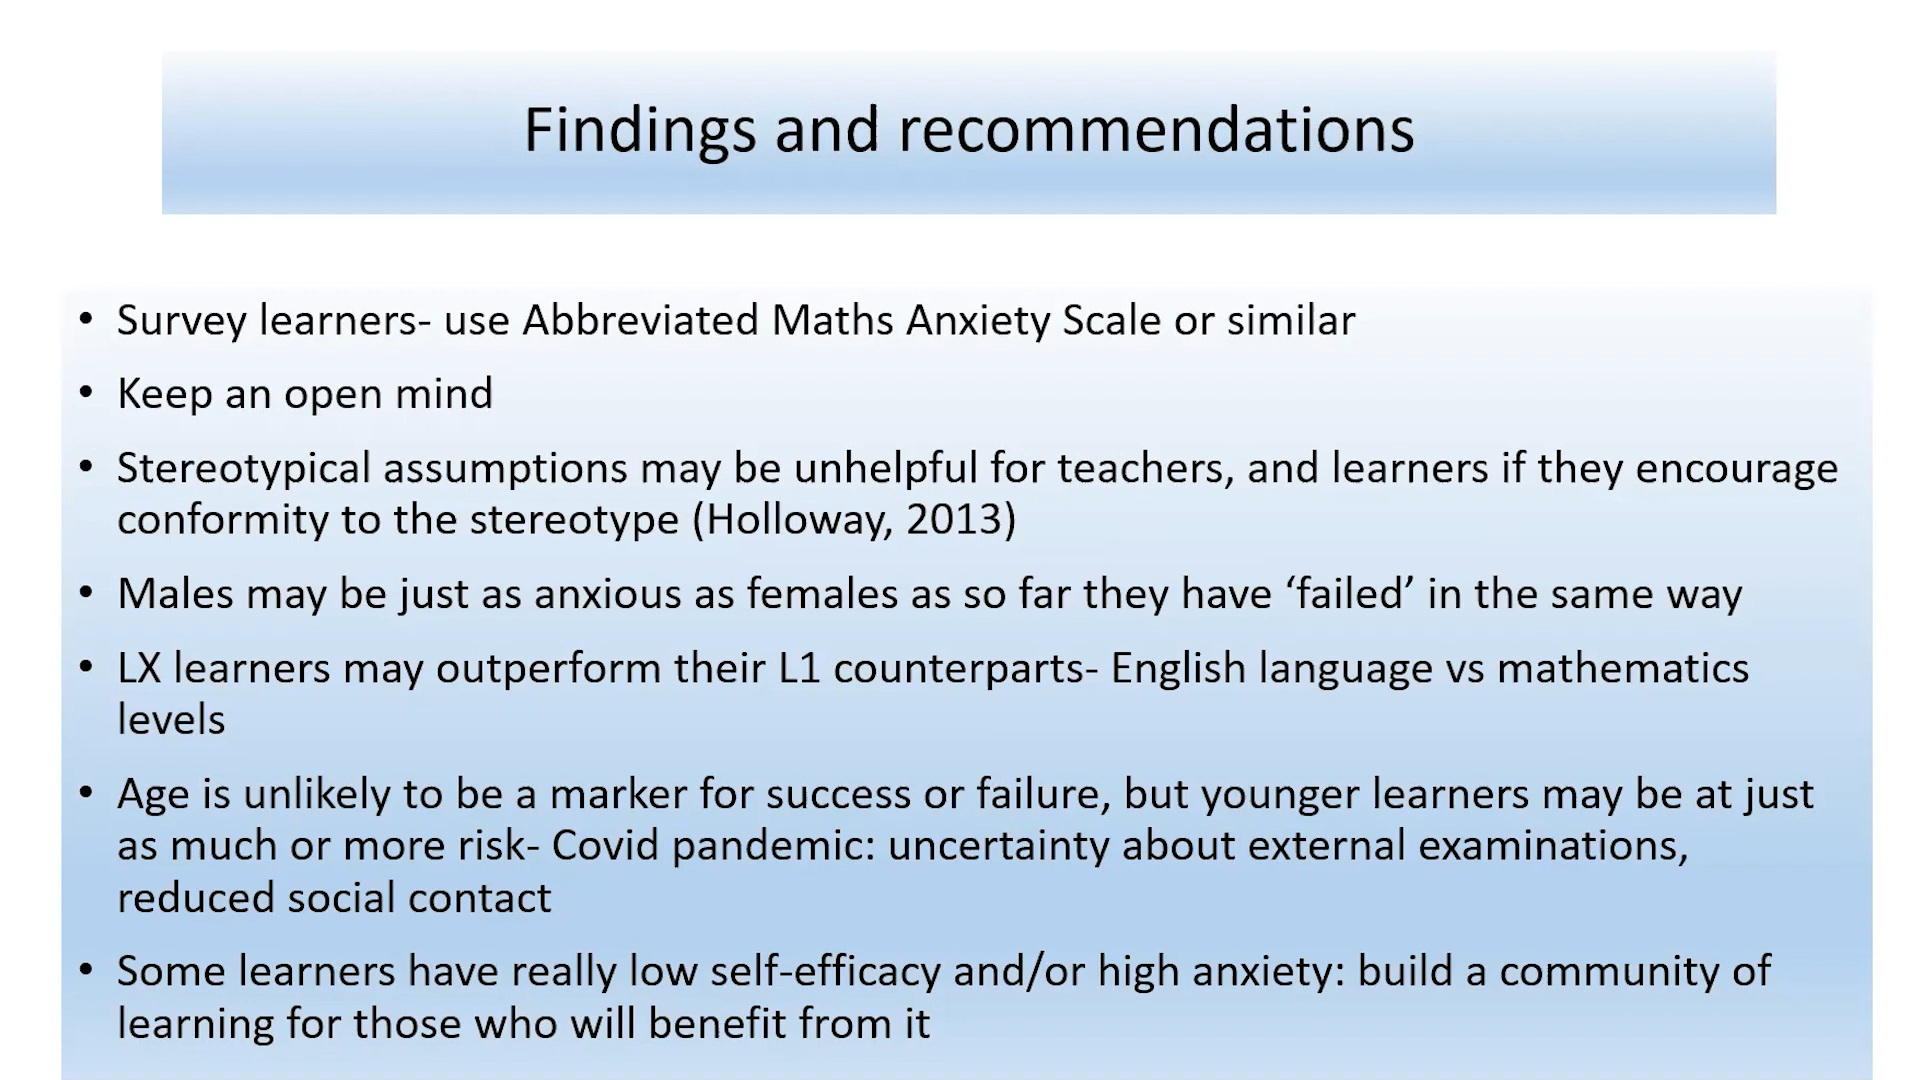 Findings and recommendations
• Survey learners- use Abbreviated Maths Anxiety Scale or similar
• Keep an open mind
• Stereotypical assumptions may be unhelpful for teachers, and learners if they encourage
conformity to the stereotype (Holloway, 2013)
• Males may be just as anxious as females as so far they have ‘failed’ in the same way
• LX learners may outperform their L1 counterparts- English language vs mathematics
levels
• Age is unlikely to be a marker for success or failure, but younger learners may be at just
as much or more risk- Covid pandemic: uncertainty about external examinations,
reduced social contact
• Some learners have really low self-efficacy and/or high anxiety: build a community of
learning for those who will benefit from it